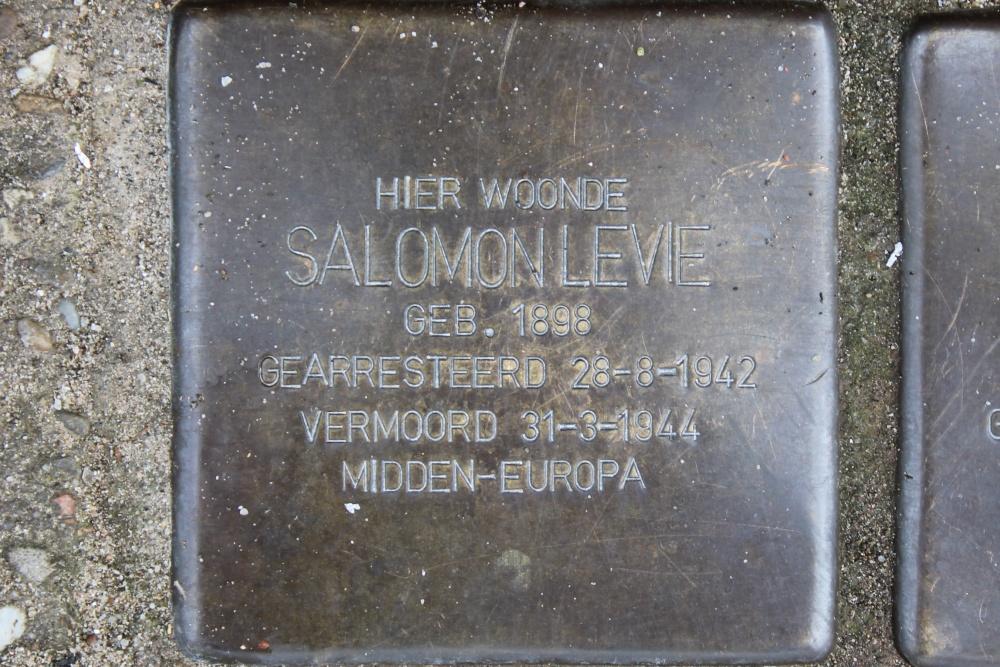 HIER WOONDE
SALOMON LEVIE
GEB. 1898
GEARRESTEERD 28-8-1942
VERMOORD 31-3-1944
MIDDEN-EUROPA
G